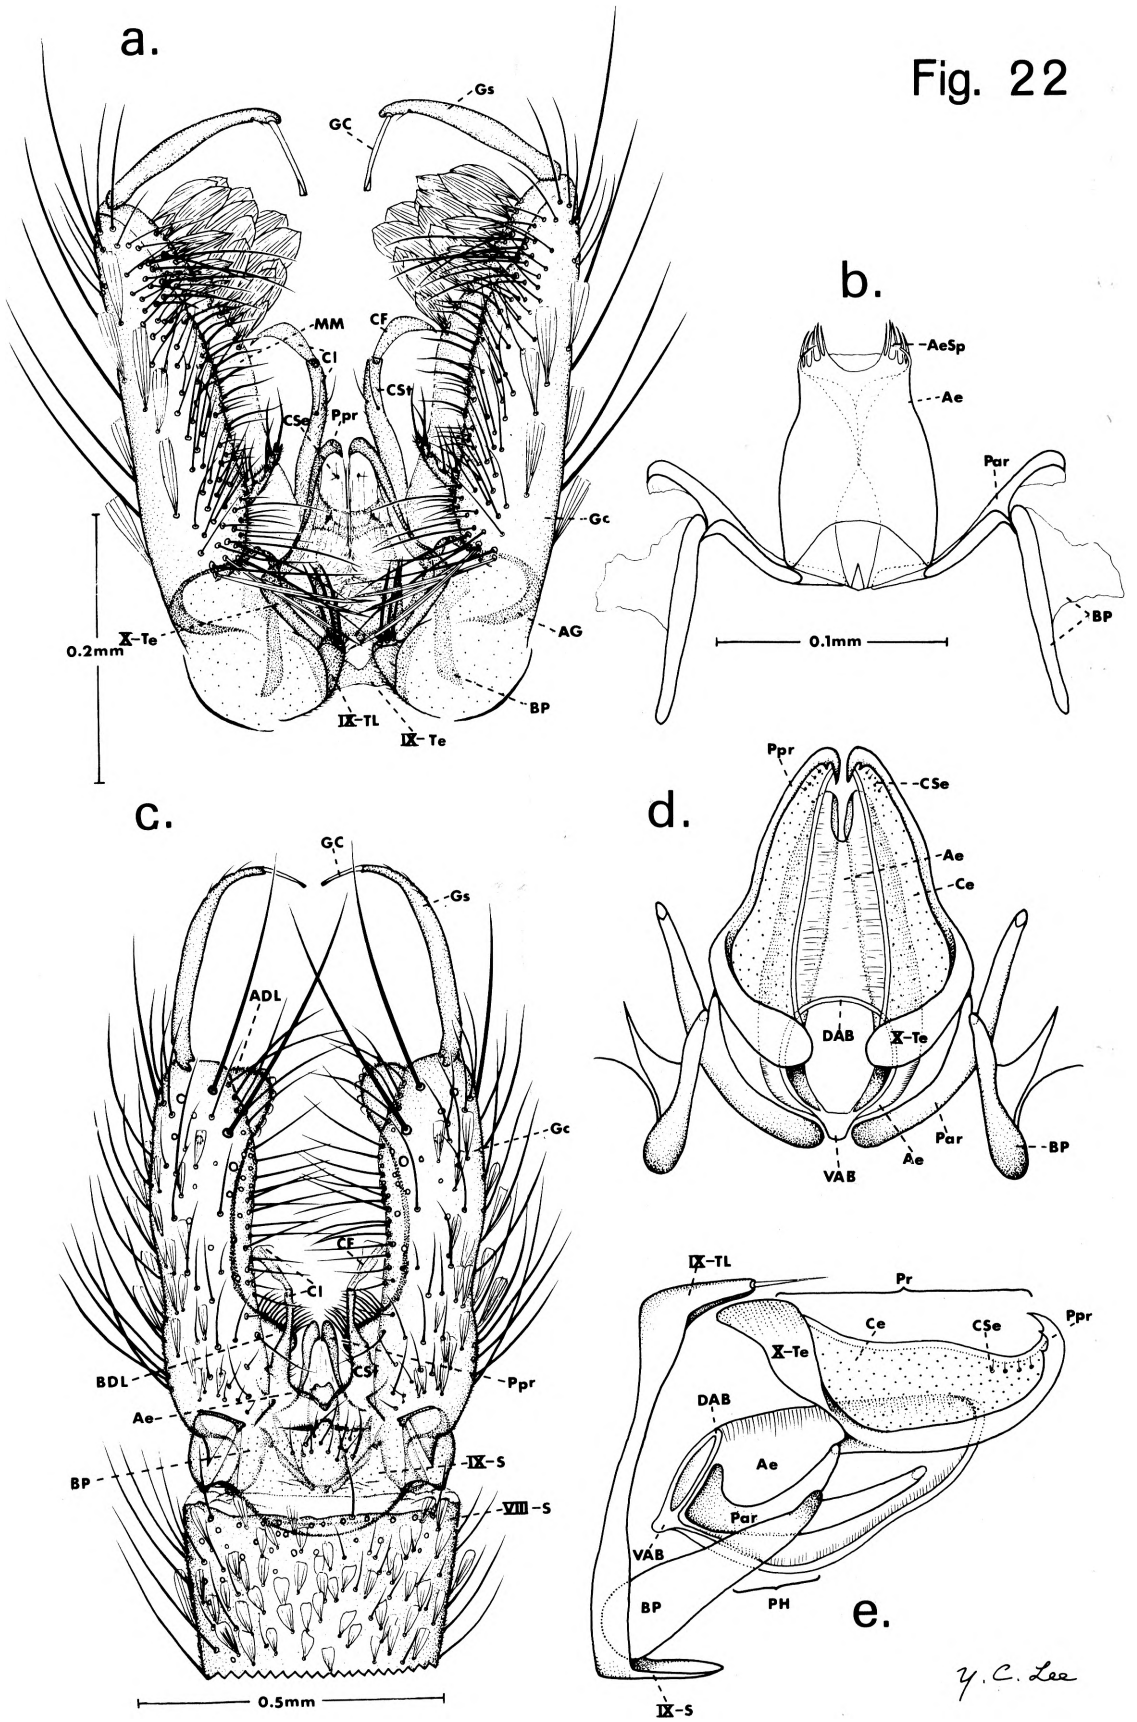 a.
Fig. 22
Gs
GC
b.
MM
CF
CI
CSt
CSe
Ppr
AeSp
Ae
Par
Gc
X-Te
0.2mm
AG
BP
IX-TL
IX-Te
0.1mm
BP
c.
GC
Gs
ADL
Gc
CF
CI
BDL
CSt
Ppr
Ae
BP
IX-S
VIII-S
0.5mm
d.
Ppr
CSe
Ae
Ce
DAB
X-Te
Par
Ae
VAB
BP
IX-TL
Pr
Ce
CSe
Ppr
X-Te
DAB
Ae
Par
VAB
BP
PH
e.
IX-S
Y. C. Lee